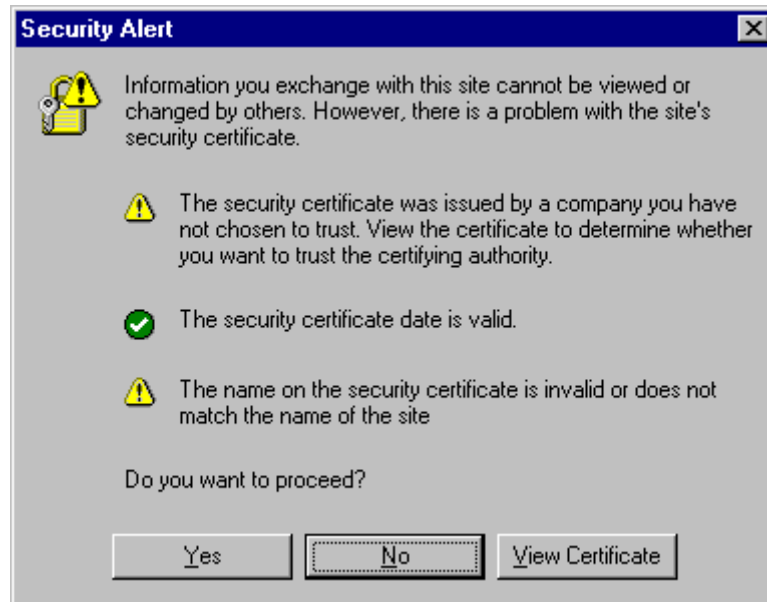 Security Alert
Information you exchange with this site cannot be viewed or
changed by others. However, there is a problem with the site's
security certificate.
The security certificate was issued by a company you have
not chosen to trust. View the certificate to determine whether
you want to trust the certifying authority.
The security certificate date is valid.
The name on the security certificate is invalid or does not
match the name of the site
Do you want to proceed?
Yes No View Certificate